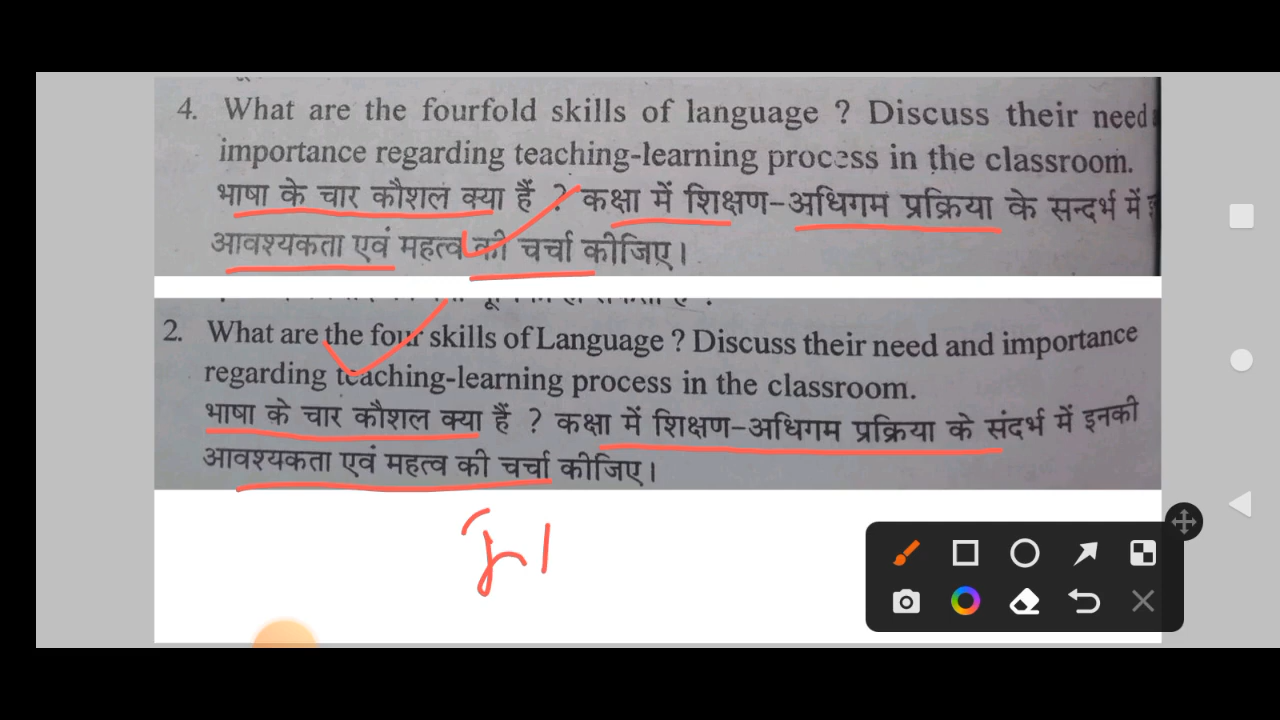 4. What are the fourfold skills of language ? Discuss their need
importance regarding teaching-learning process in the classroom.
भाषा के चार कौशल क्या हैं ? कक्षा में शिक्षण-अधिगम प्रक्रिया के सन्दर्भ में
आवश्यकता एवं महत्व की चर्चा कीजिए।
2. What are the four skills of Language ? Discuss their need and importance
regarding teaching-learning process in the classroom.
भाषा के चार कौशल क्या हैं ? कक्षा में शिक्षण-अधिगम प्रक्रिया के संदर्भ में इनकी
आवश्यकता एवं महत्व की चर्चा कीजिए।